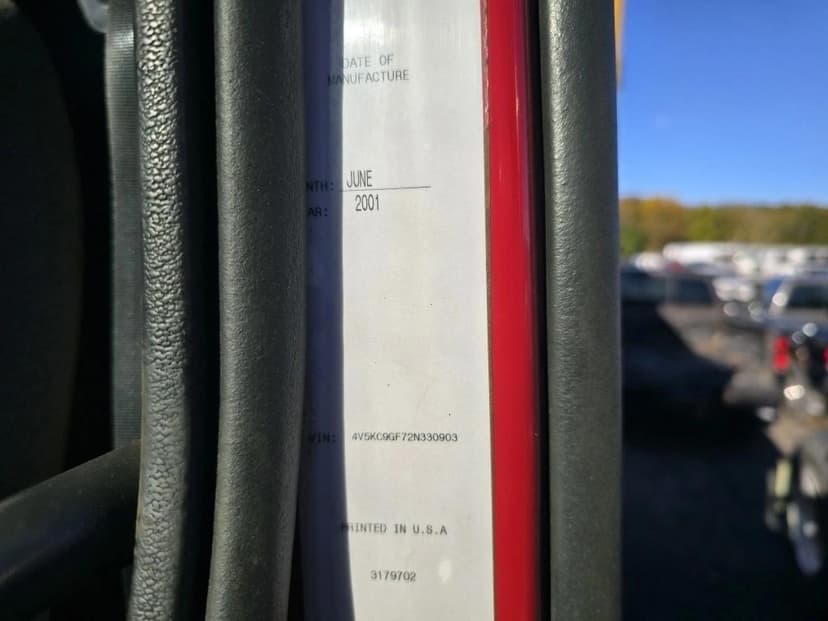 DATE OF
MANUFACTURE
NTH: JUNE
AR: 2001
VIN: 4V5KC9GF72N330903
PRINTED IN U.S.A
3179702